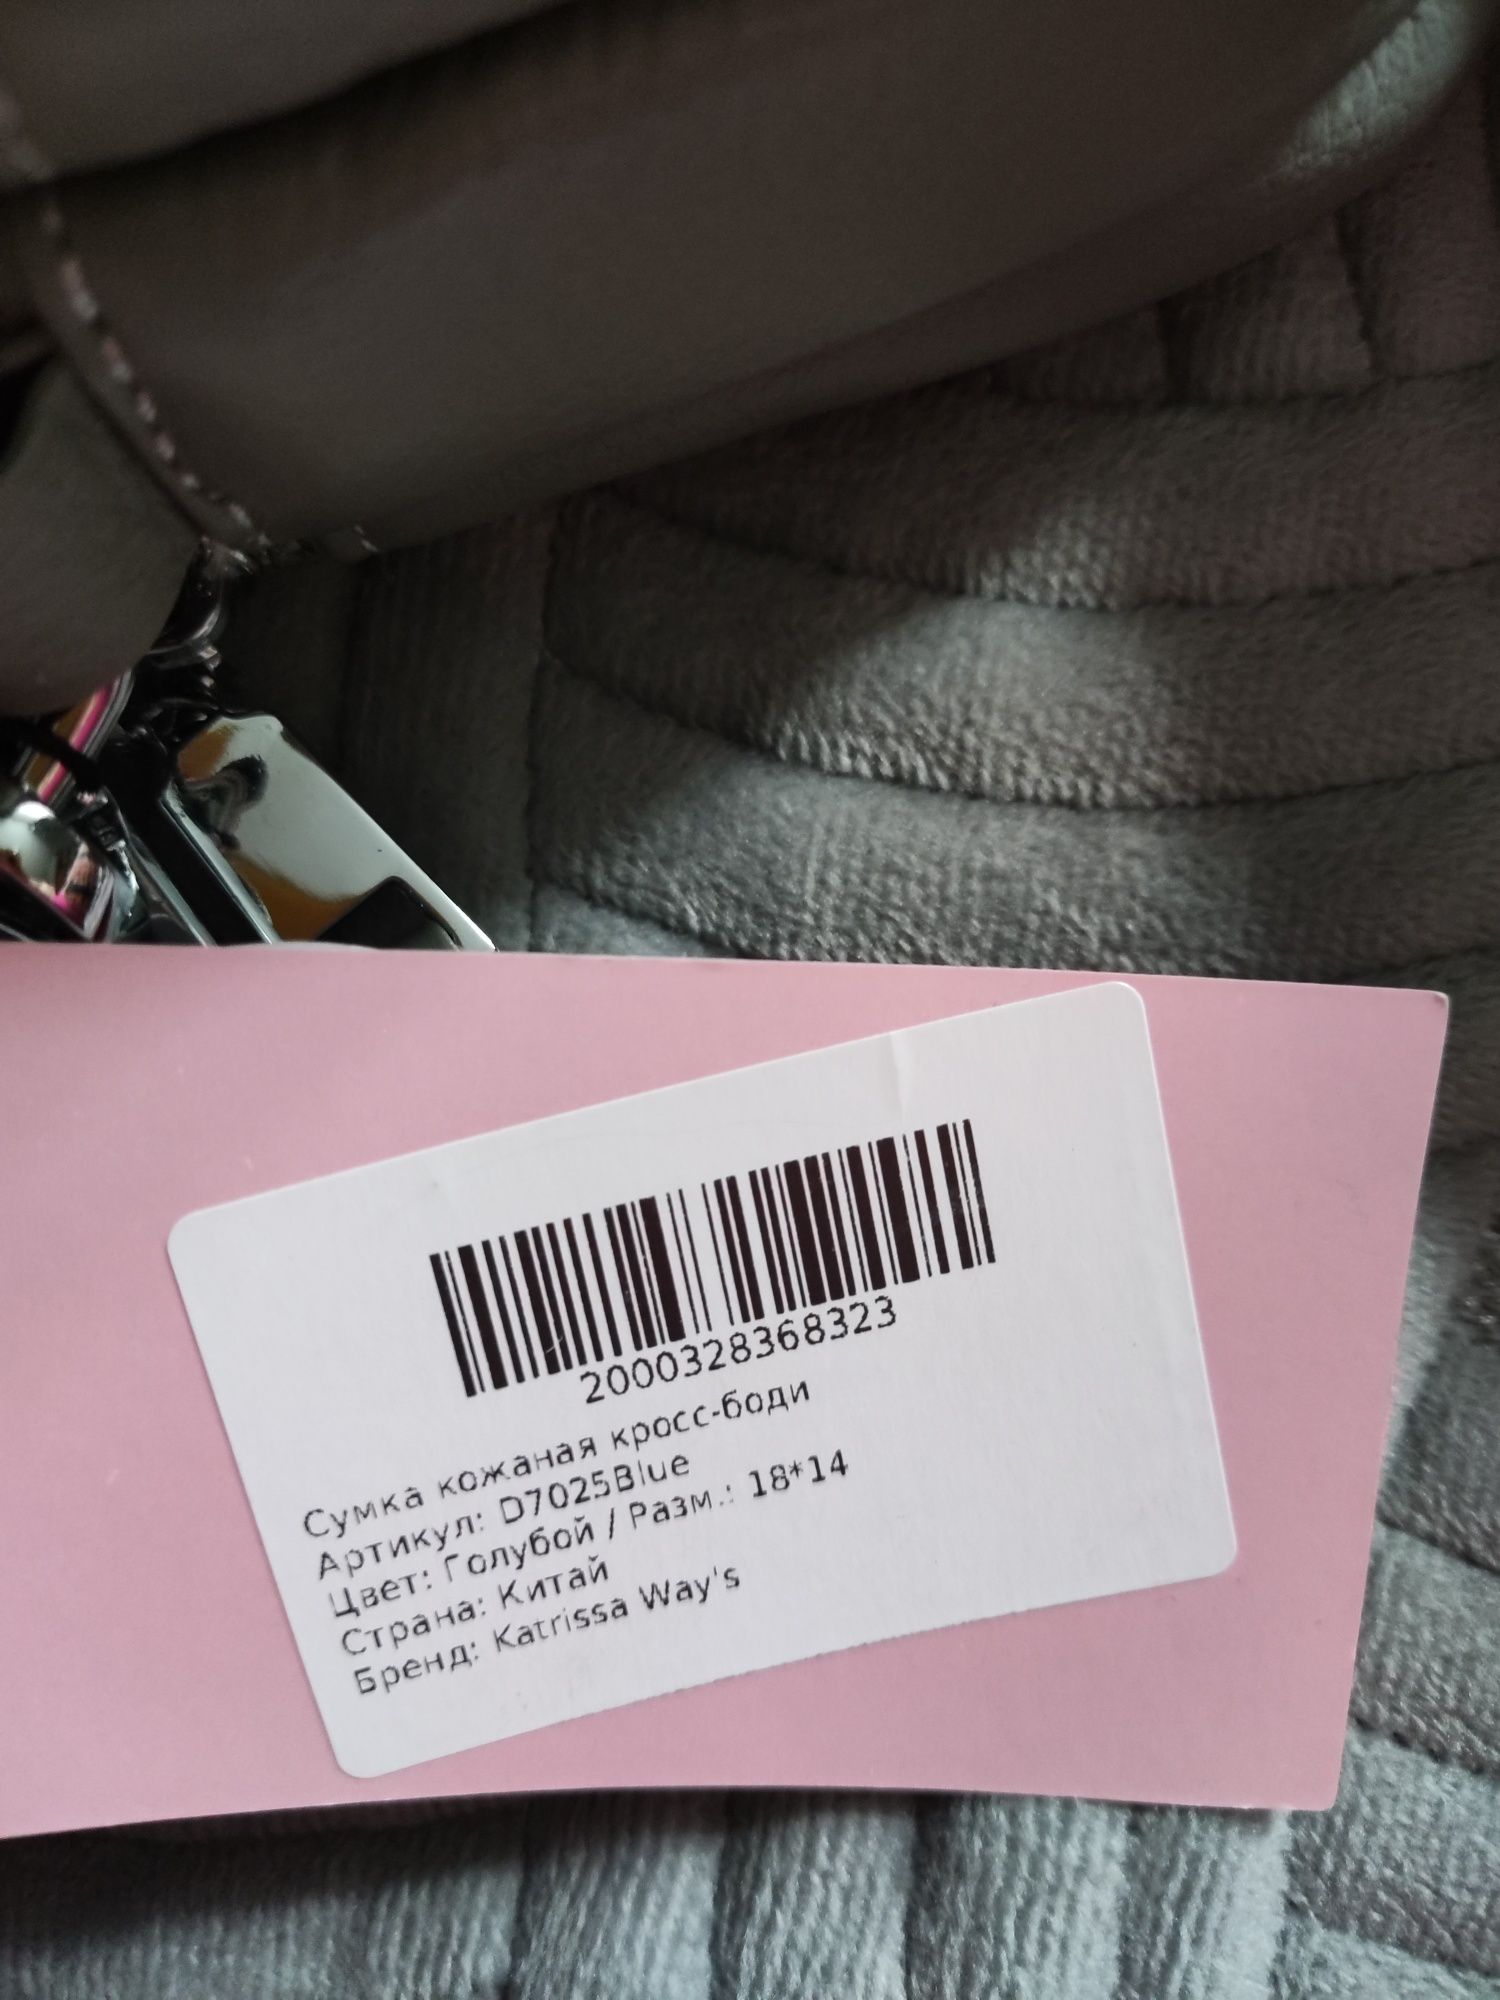 2000328368323
Сумка кожаная кросс-боди
Артикул: D7025Blue
Цвет: Голубой / Разм.: 18*14
Страна: Китай
Бренд: Katrissa Way's